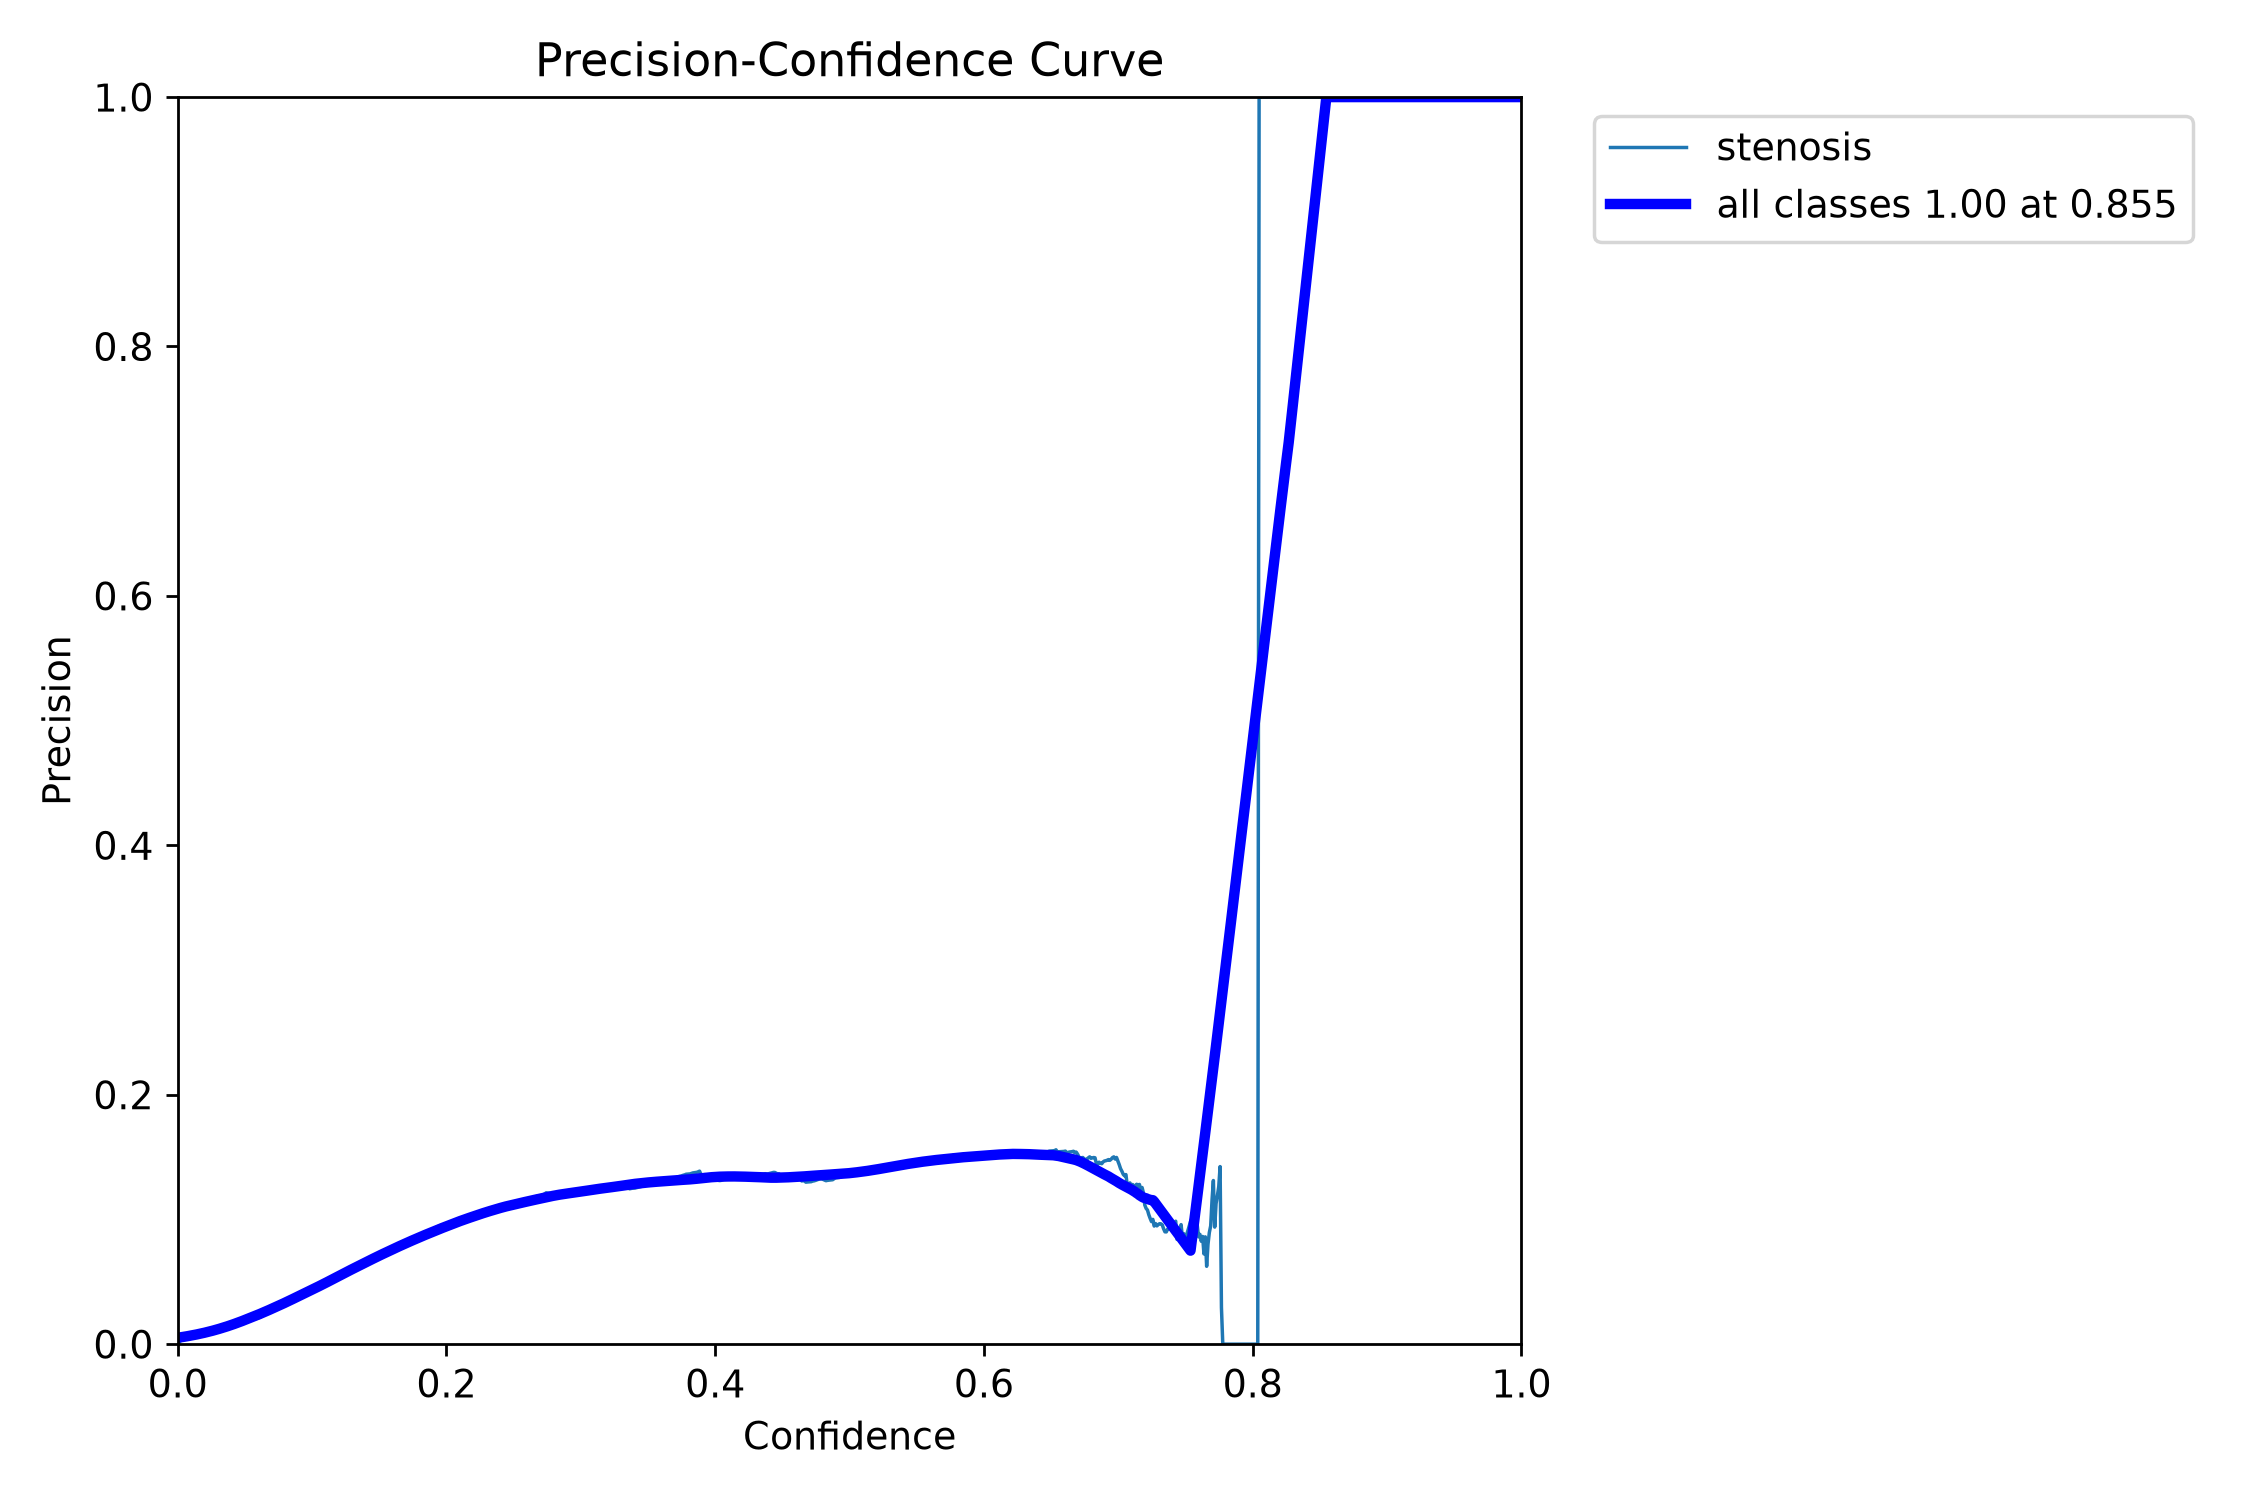 Precision-Confidence Curve
1.0
0.8
0.6
0.4
0.2
0.0
Precision
0.0 0.2 0.4 0.6 0.8 1.0
Confidence
stenosis
all classes 1.00 at 0.855